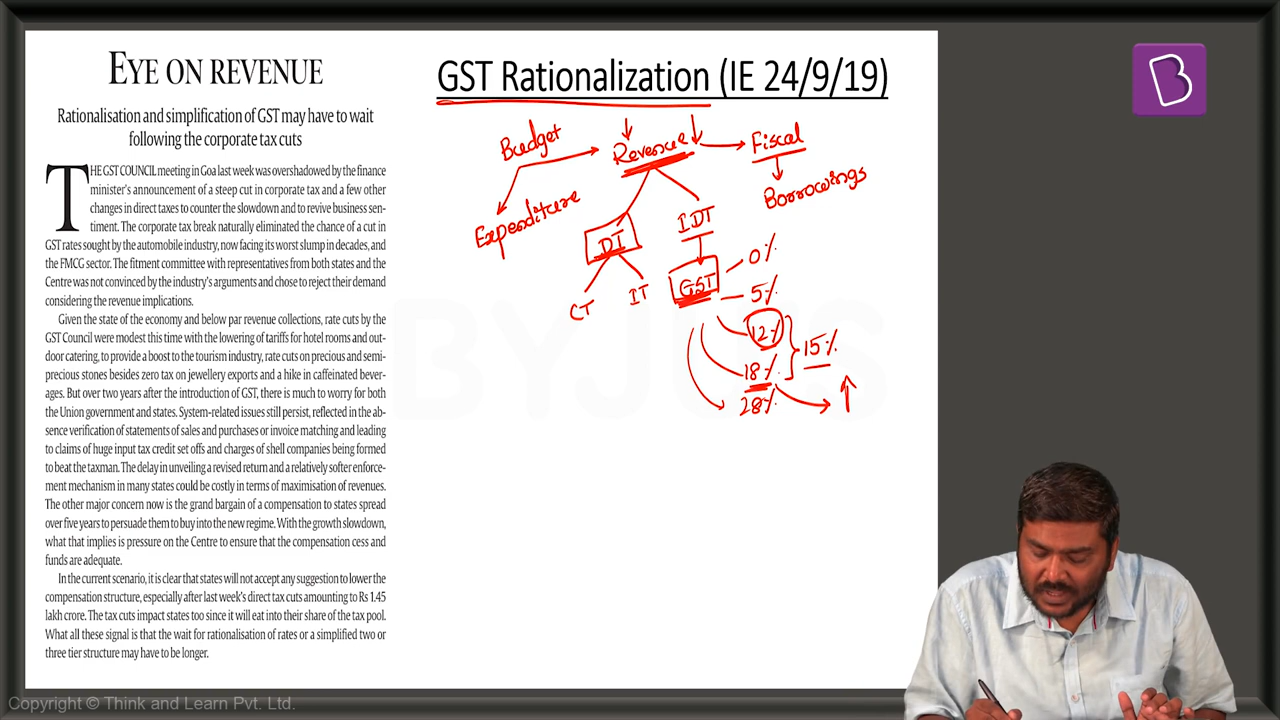 EYE ON REVENUE
Rationalisation and simplification of GST may have to wait
following the corporate tax cuts
THE GST COUNCIL meeting in Goa last week was overshadowed by the finance
minister's announcement of a steep cut in corporate tax and a few other
changes in direct taxes to counter the slowdown and to revive business sen-
timent. The corporate tax break naturally eliminated the chance of a cut in
GST rates sought by the automobile industry, now facing its worst slump in decades, and
the FMCG sector. The fitment committee with representatives from both states and the
Centre was not convinced by the industry's arguments and chose to reject their demand
considering the revenue implications.
Given the state of the economy and below par revenue collections, rate cuts by the
GST Council were modest this time with the lowering of tariffs for hotel rooms and out-
door catering, to provide a boost to the tourism industry, rate cuts on precious and semi-
precious stones besides zero tax on jewellery exports and a hike in caffeinated bever-
ages. But over two years after the introduction of GST, there is much to worry for both
the Union government and states. System-related issues still persist, reflected in the ab-
sence verification of statements of sales and purchases or invoice matching and leading
to claims of huge input tax credit set offs and charges of shell companies being formed
to beat the taxman. The delay in unveiling a revised return and a relatively softer enforce-
ment mechanism in many states could be costly in terms of maximisation of revenues.
The other major concern now is the grand bargain of a compensation to states spread
over five years to persuade them to buy into the new regime. With the growth slowdown,
what that implies is pressure on the Centre to ensure that the compensation cess and
funds are adequate.
In the current scenario, it is clear that states will not accept any suggestion to lower the
compensation structure, especially after last week's direct tax cuts amounting to Rs 1.45
lakh crore. The tax cuts impact states too since it will eat into their share of the tax pool.
What all these signal is that the wait for rationalisation of rates or a simplified two or
three tier structure may have to be longer.
GST Rationalization (IE 24/9/19)
Budget
Revenue
Fiscal
Expenditure
Borrowings
DT
IDT
CT
IT
GST
0%
5%
12%
15%
18%
28%
BYJU'S
B
Copyright © Think and Learn Pvt. Ltd.